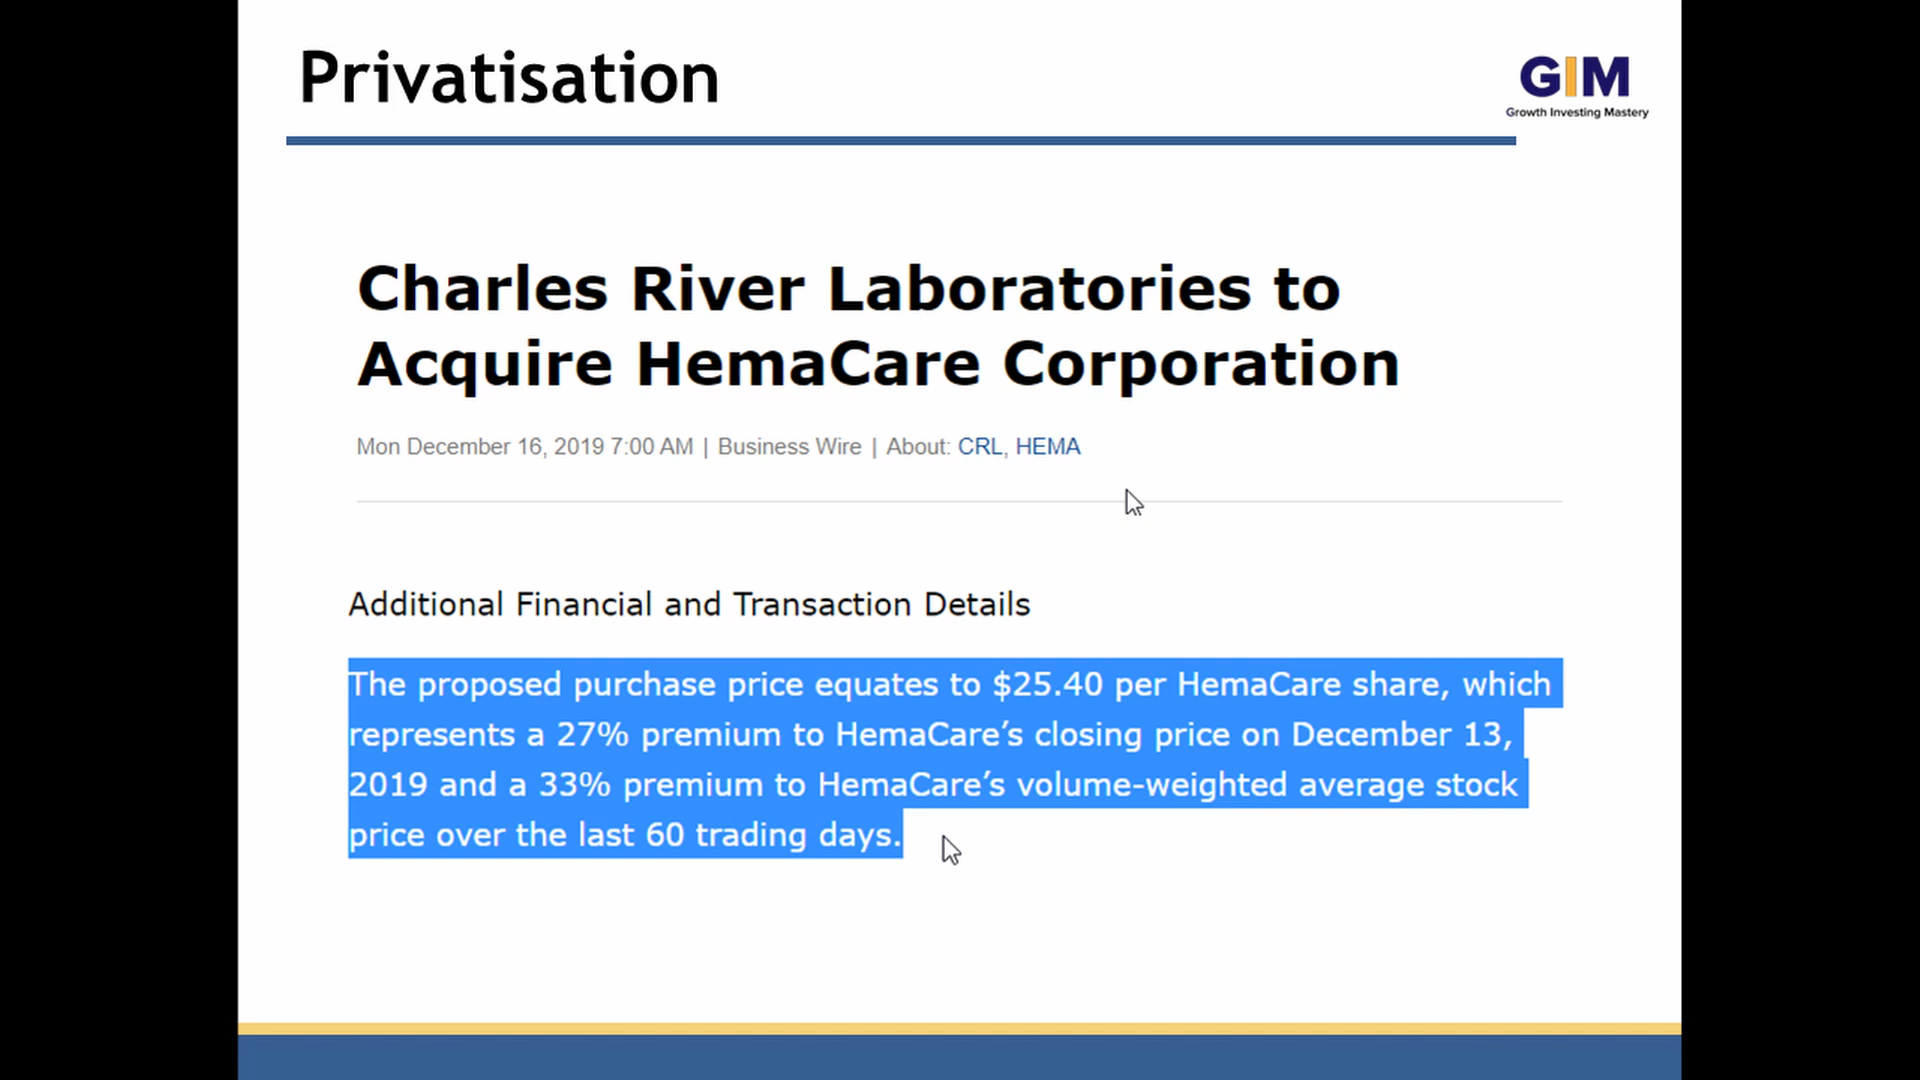 Privatisation
GIM
Growth Investing Mastery
Charles River Laboratories to
Acquire HemaCare Corporation
Mon December 16, 2019 7:00 AM | Business Wire | About: CRL, HEMA
Additional Financial and Transaction Details
The proposed purchase price equates to $25.40 per HemaCare share, which
represents a 27% premium to HemaCare’s closing price on December 13,
2019 and a 33% premium to HemaCare’s volume-weighted average stock
price over the last 60 trading days.